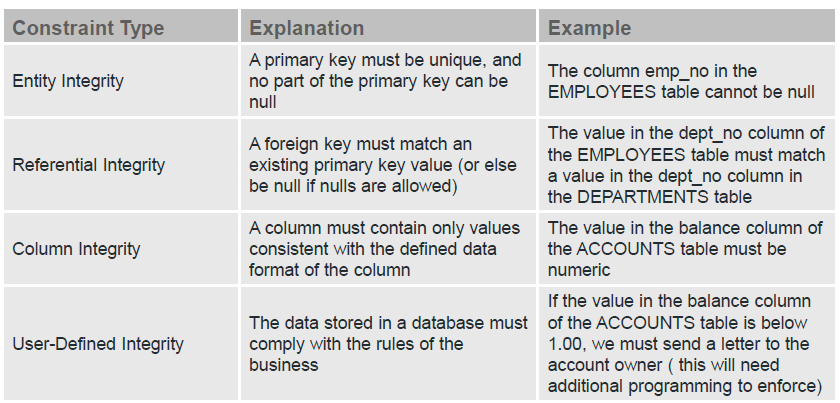 Constraint Type
Explanation
Example
Entity Integrity
A primary key must be unique, and
no part of the primary key can be
null
The column emp_no in the
EMPLOYEES table cannot be null
Referential Integrity
A foreign key must match an
existing primary key value (or else
be null if nulls are allowed)
The value in the dept_no column of
the EMPLOYEES table must match
a value in the dept_no column in
the DEPARTMENTS table
Column Integrity
A column must contain only values
consistent with the defined data
format of the column
The value in the balance column of
the ACCOUNTS table must be
numeric
User-Defined Integrity
The data stored in a database must
comply with the rules of the
business
If the value in the balance column
of the ACCOUNTS table is below
1.00, we must send a letter to the
account owner ( this will need
additional programming to enforce)